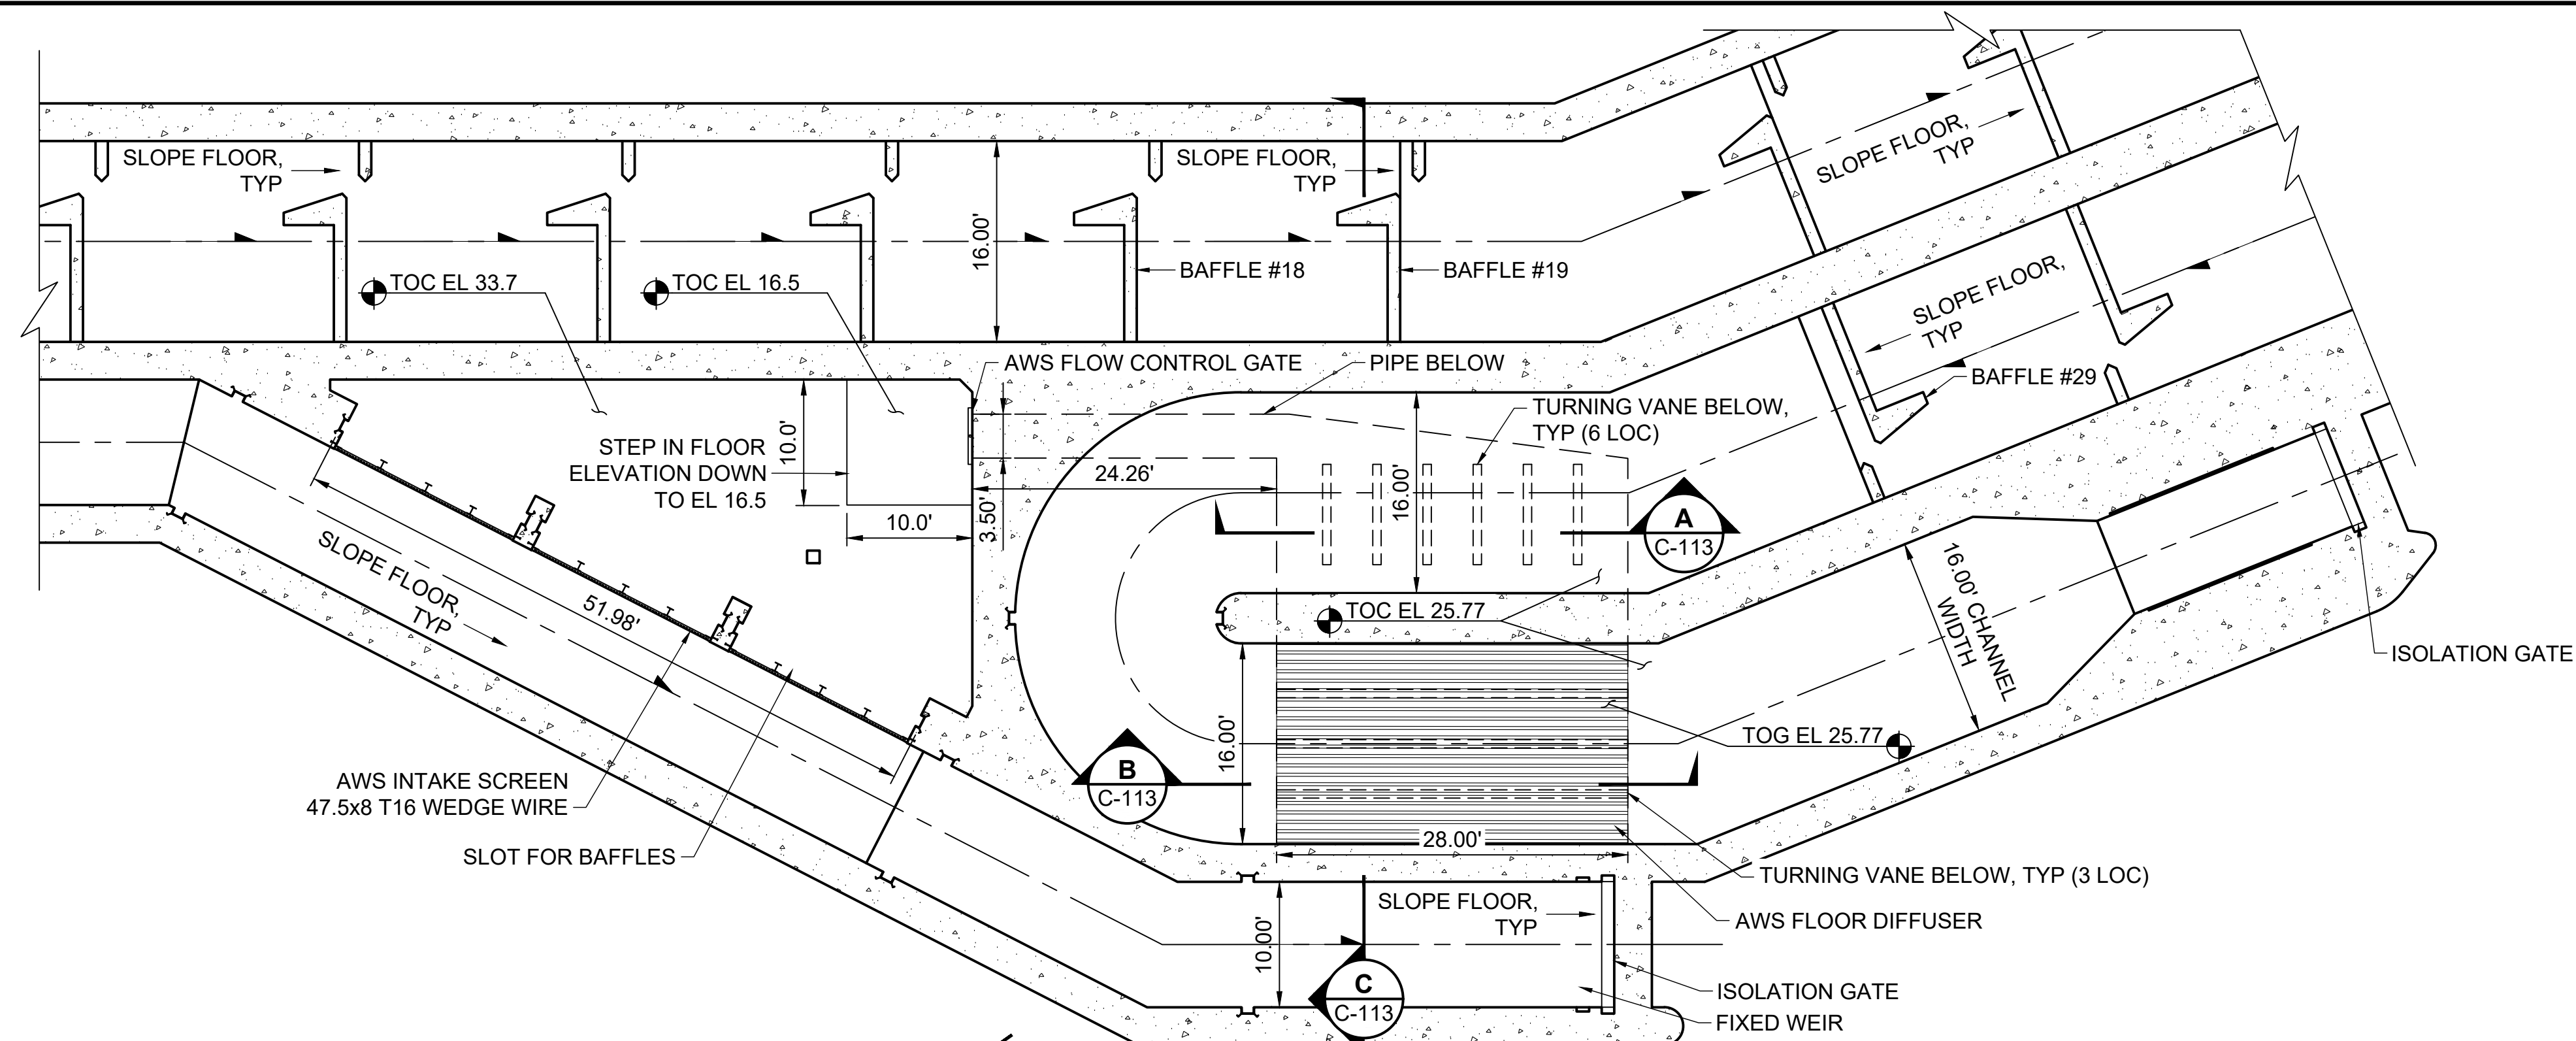 SLOPE FLOOR,
TYP
SLOPE FLOOR,
TYP
SLOPE FLOOR,
TYP
16.00'
TOC EL 33.7
TOC EL 16.5
BAFFLE #18
BAFFLE #19
SLOPE FLOOR,
TYP
AWS FLOW CONTROL GATE
PIPE BELOW
BAFFLE #29
TURNING VANE BELOW,
TYP (6 LOC)
STEP IN FLOOR
ELEVATION DOWN
TO EL 16.5
10.0'
10.0'
3.50'
24.26'
16.00'
A
C-113
SLOPE FLOOR,
TYP
51.98'
TOC EL 25.77
16.00' CHANNEL
WIDTH
ISOLATION GATE
16.00'
TOG EL 25.77
B
C-113
AWS INTAKE SCREEN
47.5x8 T16 WEDGE WIRE
SLOT FOR BAFFLES
28.00'
TURNING VANE BELOW, TYP (3 LOC)
AWS FLOOR DIFFUSER
SLOPE FLOOR,
TYP
10.00'
C
C-113
ISOLATION GATE
FIXED WEIR